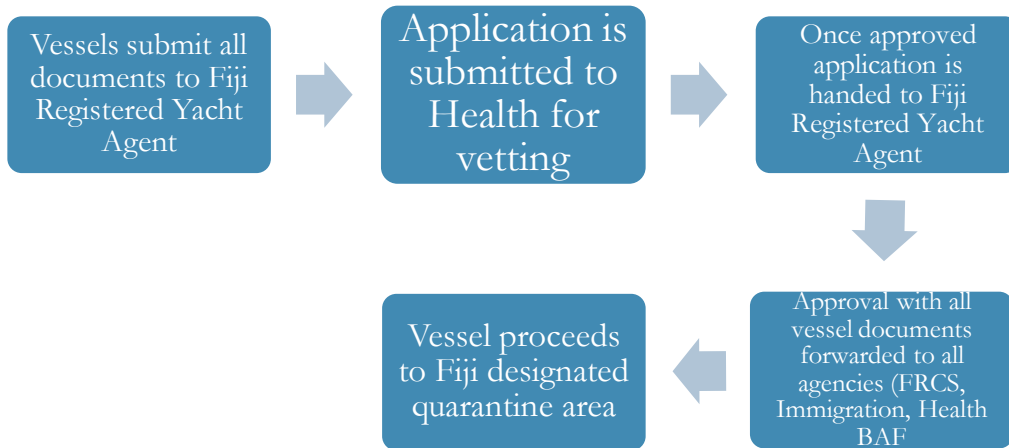 Vessels submit all
documents to Fiji
Registered Yacht
Agent
Application is
submitted to
Health for
vetting
Once approved
application is
handed to Fiji
Registered Yacht
Agent
Approval with all
vessel documents
forwarded to all
agencies (FRCS,
Immigration, Health
BAF
Vessel proceeds
to Fiji designated
quarantine area